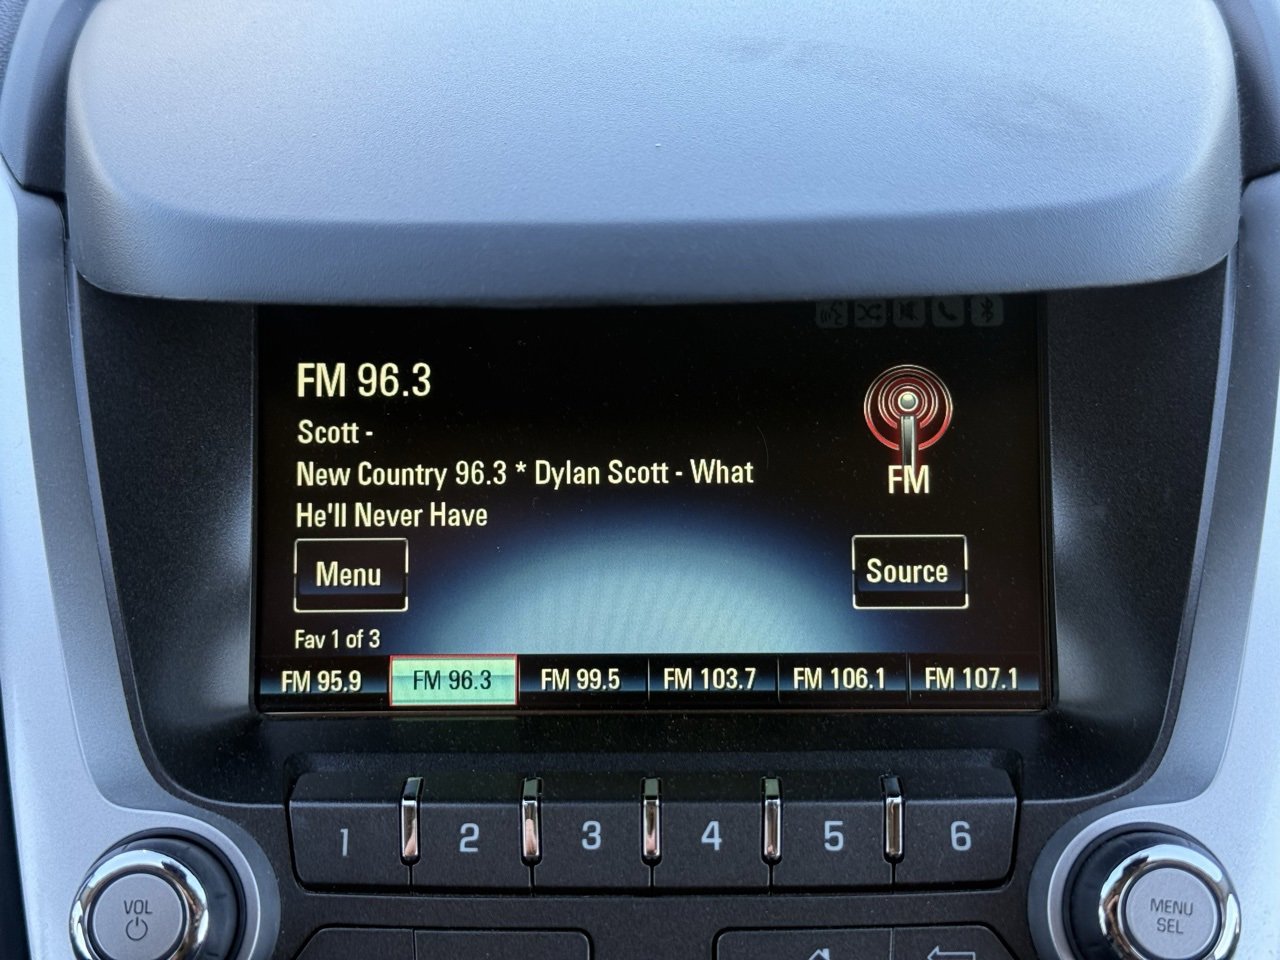 FM 96.3
Scott -
New Country 96.3 * Dylan Scott - What
He'll Never Have
FM
Menu
Source
Fav 1 of 3
FM 95.9 FM 96.3 FM 99.5 FM 103.7 FM 106.1 FM 107.1
1 2 3 4 5 6
VOL
MENU
SEL